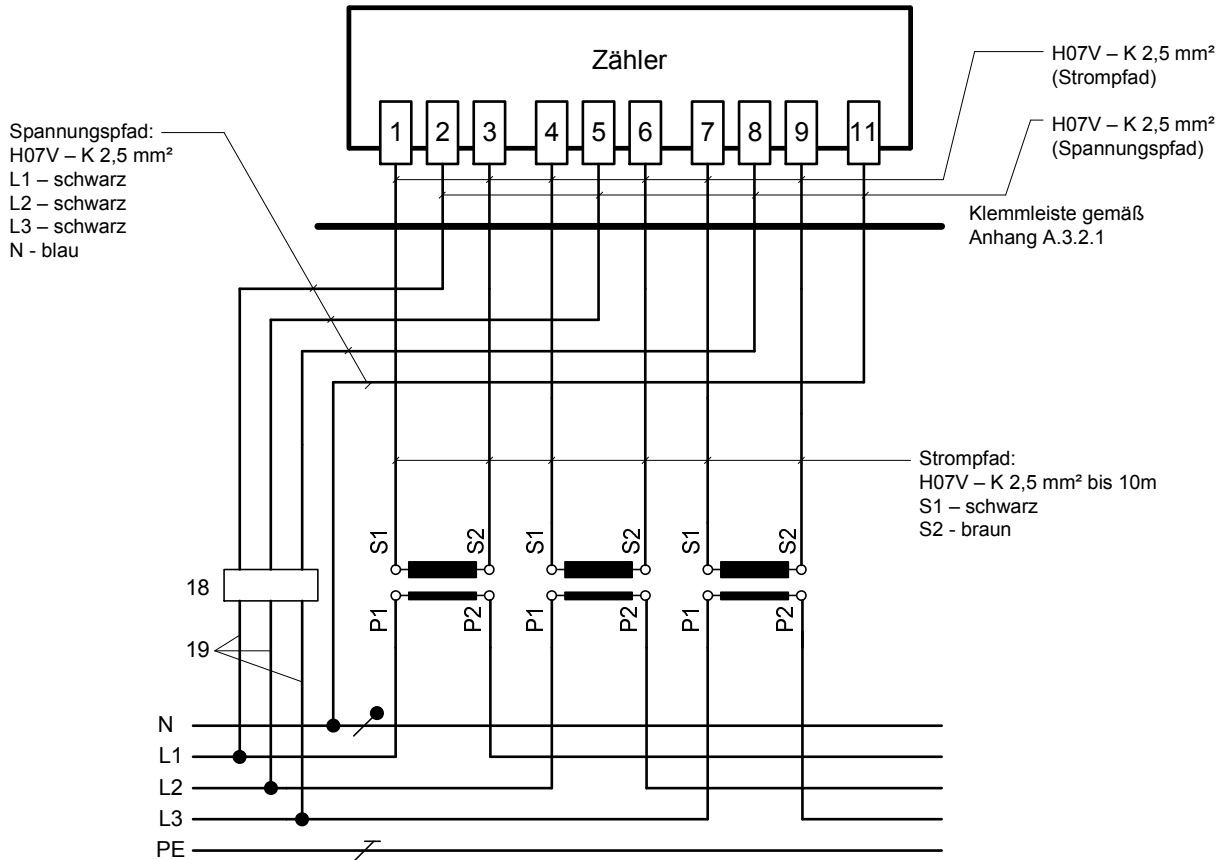 Zähler
1 2 3 4 5 6 7 8 9 11
H07V – K 2,5 mm²
(Strompfad)
H07V – K 2,5 mm²
(Spannungspfad)
Spannungspfad:
H07V – K 2,5 mm²
L1 – schwarz
L2 – schwarz
L3 – schwarz
N - blau
Klemmleiste gemäß
Anhang A.3.2.1
Strompfad:
H07V – K 2,5 mm² bis 10m
S1 – schwarz
S2 - braun
S1 S2 S1 S2 S1 S2
18
P1 P2 P1 P2 P1 P2
19
N
L1
L2
L3
PE